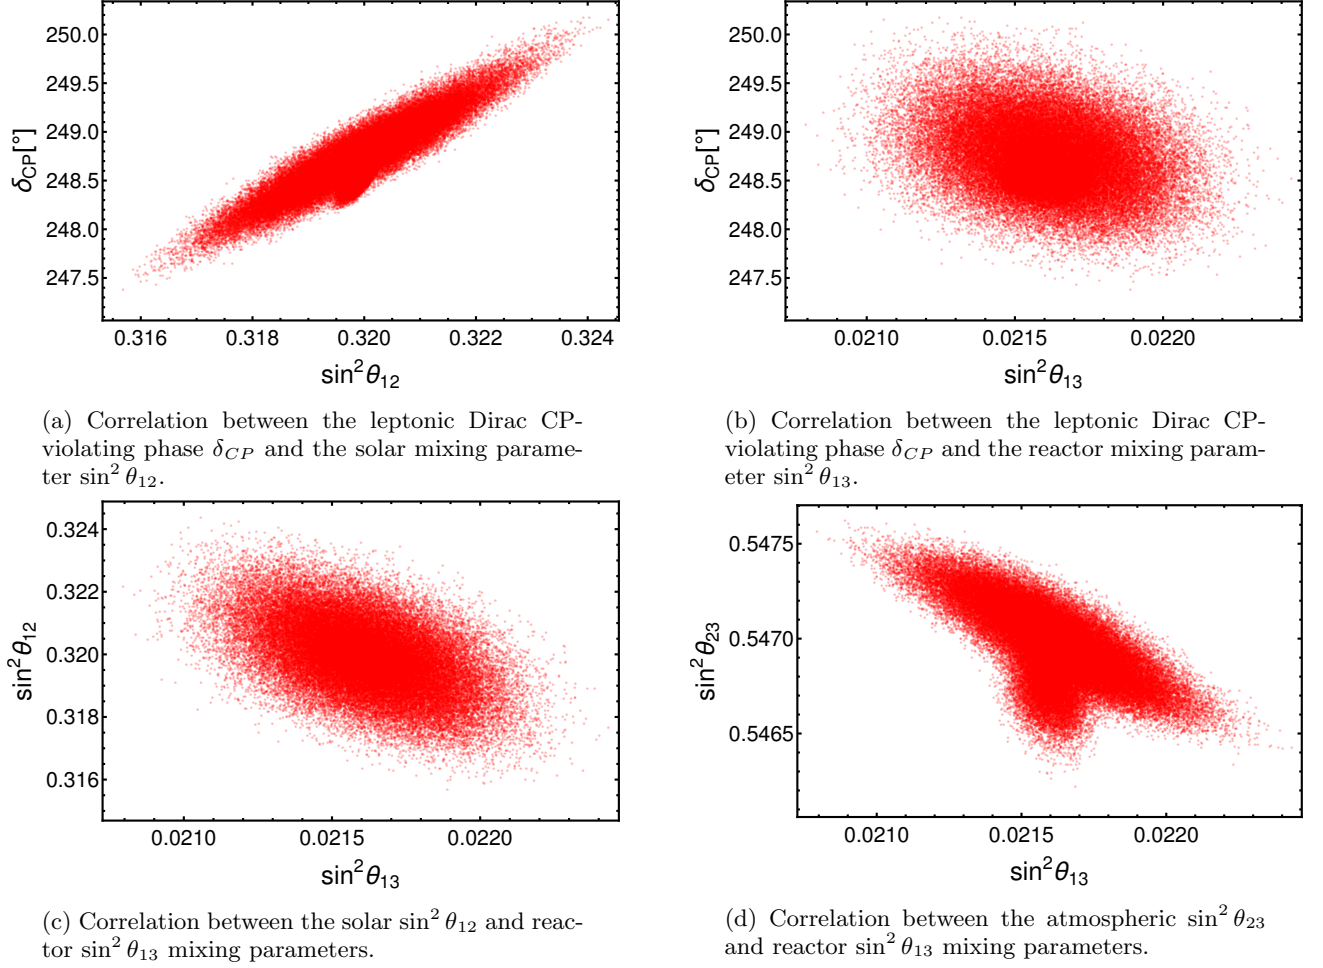 250.0
249.5
249.0
248.5
248.0
247.5
δCP[°]
0.316 0.318 0.320 0.322 0.324
sin²θ₁₂
(a) Correlation between the leptonic Dirac CP-
violating phase δ_CP and the solar mixing parame-
ter sin² θ₁₂.
250.0
249.5
249.0
248.5
248.0
247.5
δCP[°]
0.0210 0.0215 0.0220
sin²θ₁₃
(b) Correlation between the leptonic Dirac CP-
violating phase δ_CP and the reactor mixing param-
eter sin² θ₁₃.
0.324
0.322
0.320
0.318
0.316
sin²θ₁₂
0.0210 0.0215 0.0220
sin²θ₁₃
(c) Correlation between the solar sin² θ₁₂ and reac-
tor sin² θ₁₃ mixing parameters.
0.5475
0.5470
0.5465
sin²θ₂₃
0.0210 0.0215 0.0220
sin²θ₁₃
(d) Correlation between the atmospheric sin² θ₂₃
and reactor sin² θ₁₃ mixing parameters.